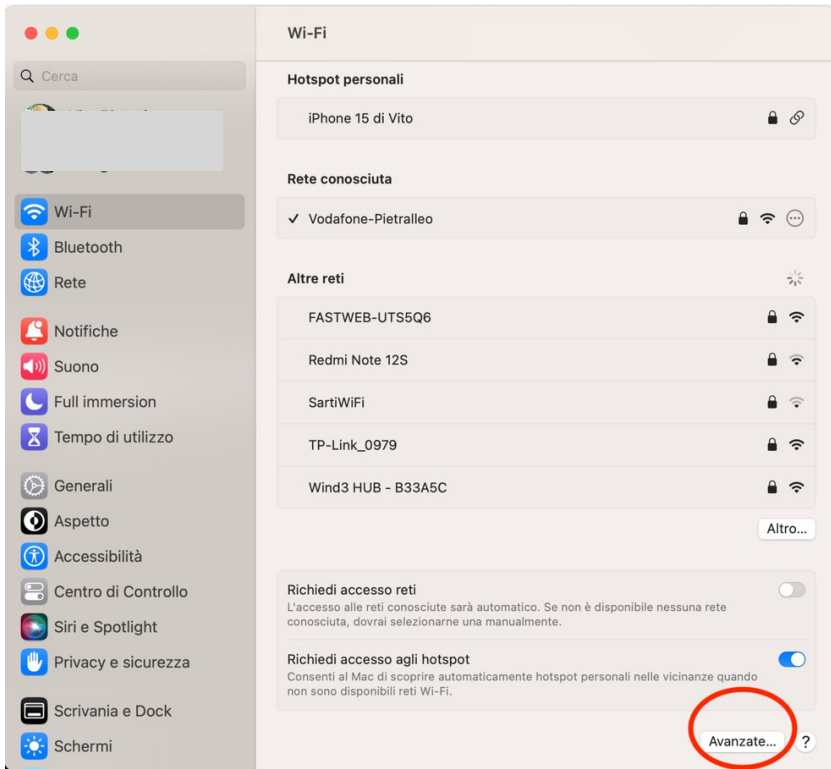 Wi-Fi
Cerca
Wi-Fi
Bluetooth
Rete
Notifiche
Suono
Full immersion
Tempo di utilizzo
Generali
Aspetto
Accessibilità
Centro di Controllo
Siri e Spotlight
Privacy e sicurezza
Scrivania e Dock
Schermi
Hotspot personali
iPhone 15 di Vito
Rete conosciuta
Vodafone-Pietralleo
Altre reti
FASTWEB-UTS5Q6
Redmi Note 12S
SartiWiFi
TP-Link_0979
Wind3 HUB - B33A5C
Altro...
Richiedi accesso reti
L'accesso alle reti conosciute sarà automatico. Se non è disponibile nessuna rete
conosciuta, dovrai selezionarne una manualmente.
Richiedi accesso agli hotspot
Consenti al Mac di scoprire automaticamente hotspot personali nelle vicinanze quando
non sono disponibili reti Wi-Fi.
Avanzate...
?